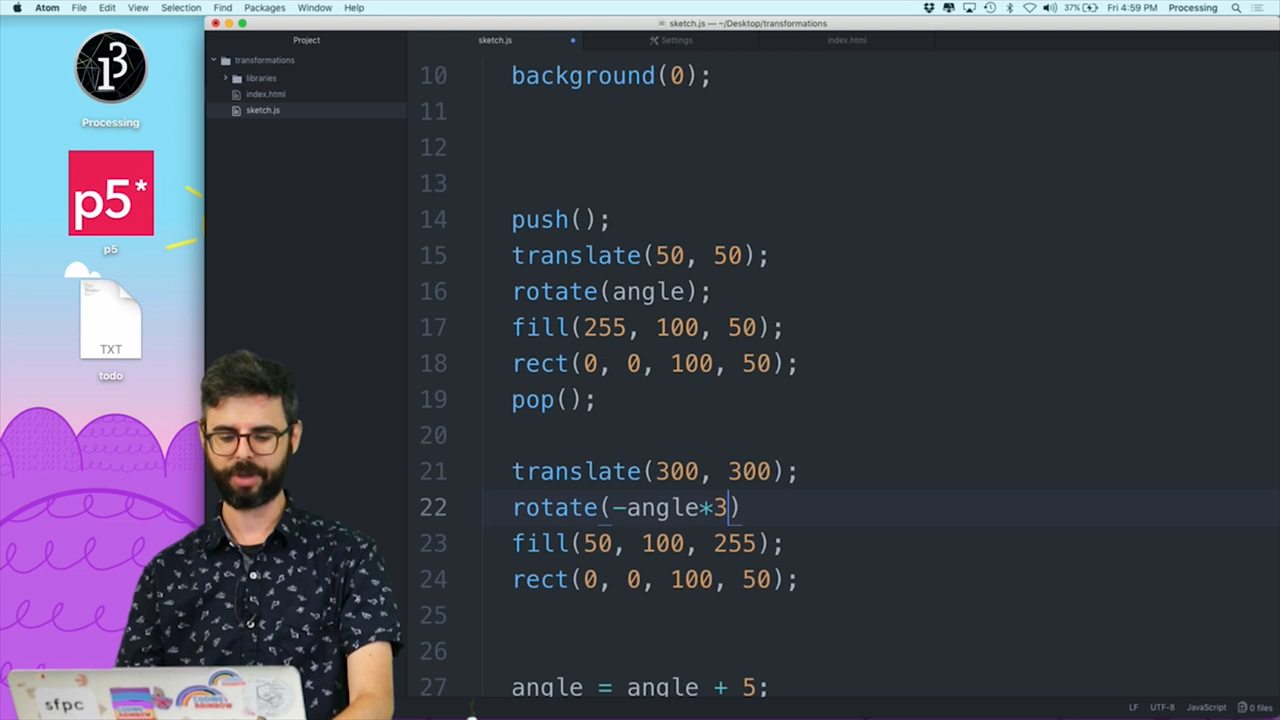 Atom File Edit View Selection Find Packages Window Help 37% Fri 4:59 PM Processing
sketch.js — ~/Desktop/transformations
Project
sketch.js
Settings
index.html
transformations
libraries
index.html
sketch.js
Processing
p5*
p5
TXT
todo
10 background(0);
11
12
13
14 push();
15 translate(50, 50);
16 rotate(angle);
17 fill(255, 100, 50);
18 rect(0, 0, 100, 50);
19 pop();
20
21 translate(300, 300);
22 rotate(-angle*3)
23 fill(50, 100, 255);
24 rect(0, 0, 100, 50);
25
26
27 angle = angle + 5;
sfpc
LF UTF-8 JavaScript 0 files